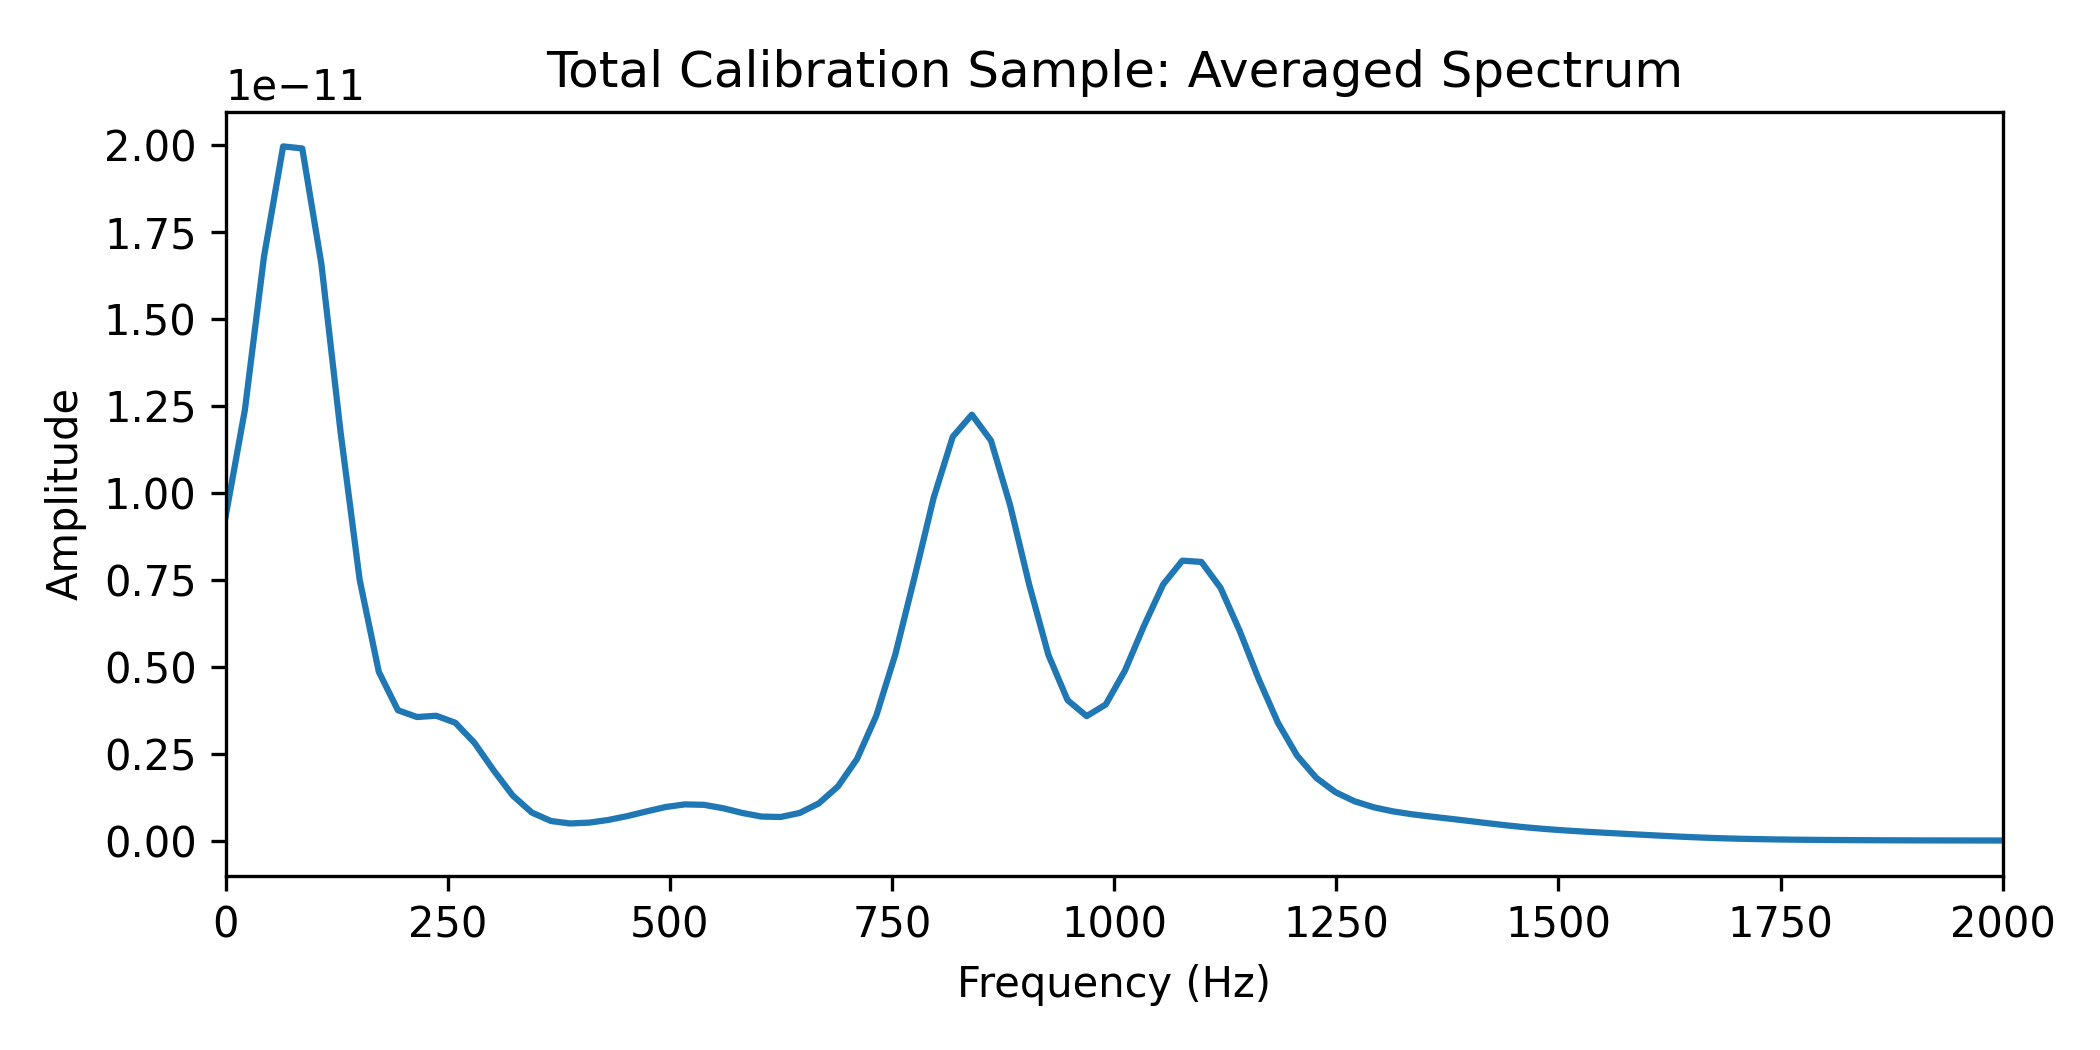 Total Calibration Sample: Averaged Spectrum
1e−11
2.00
1.75
1.50
1.25
1.00
0.75
0.50
0.25
0.00
Amplitude
0 250 500 750 1000 1250 1500 1750 2000
Frequency (Hz)